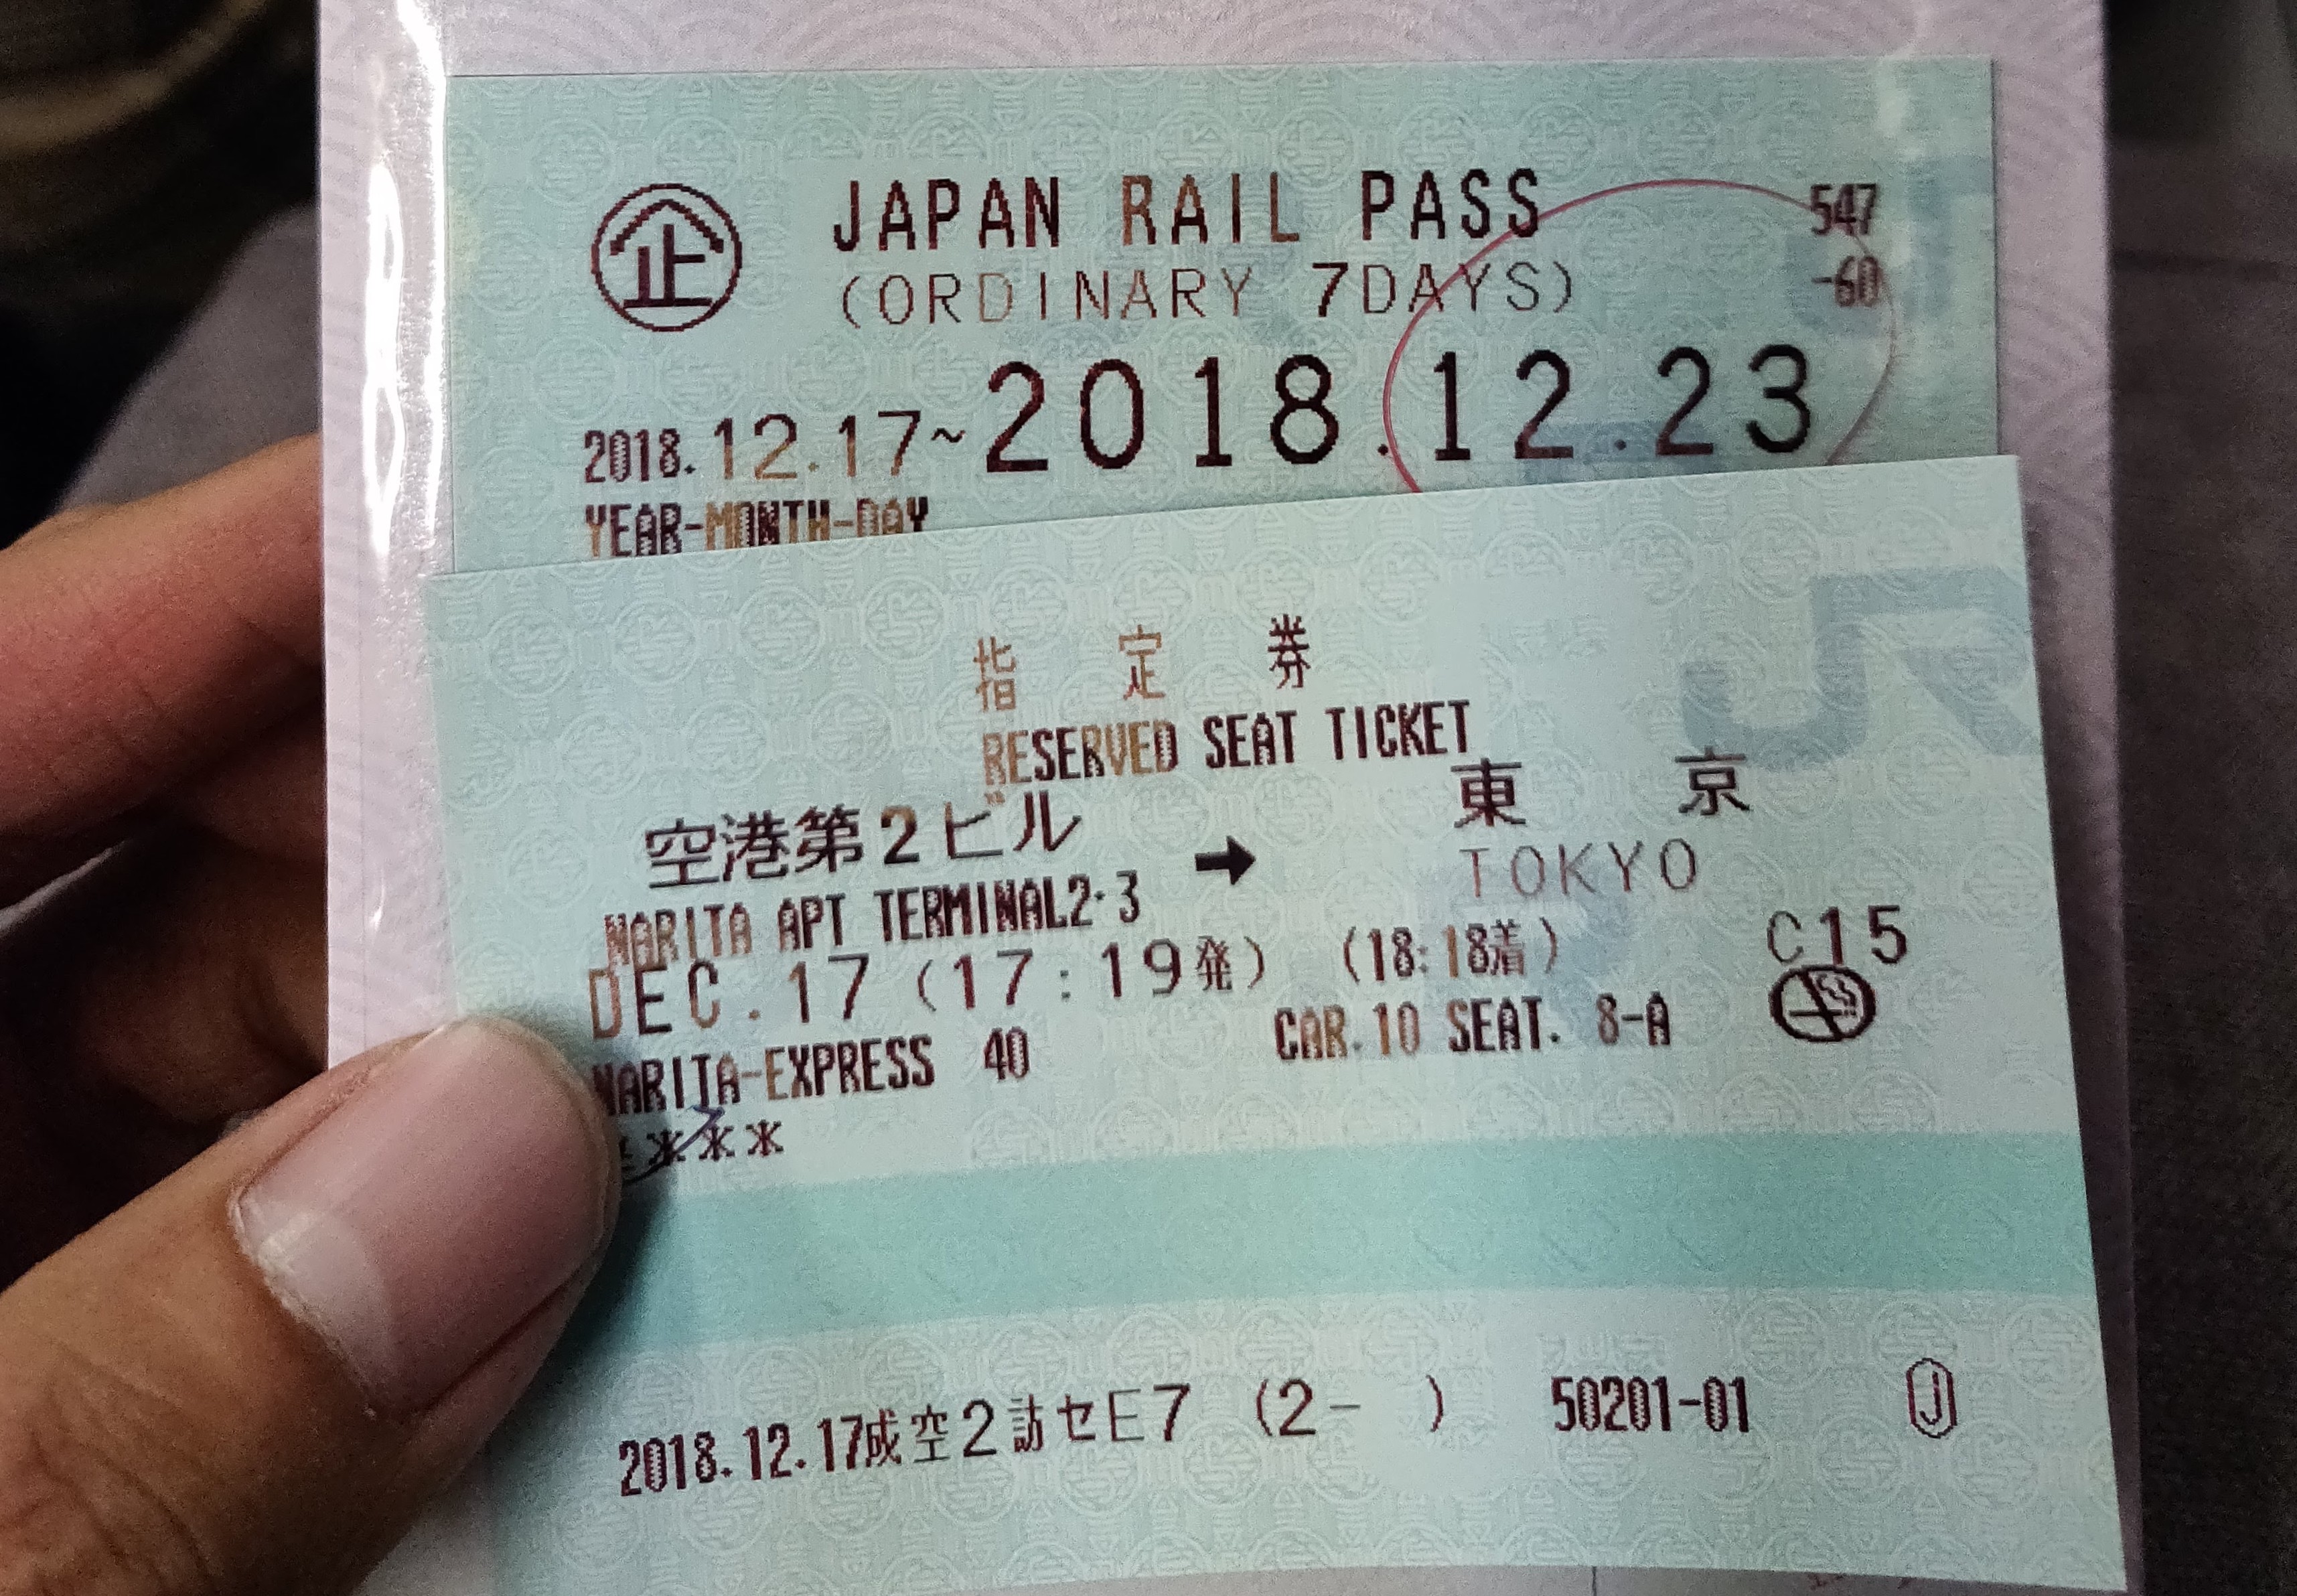 企 JAPAN RAIL PASS 547
(ORDINARY 7DAYS) -60
2018.12.17~2018.12.23
YEAR-MONTH-DAY
指 定 券
RESERVED SEAT TICKET
空港第2ビル → 東 京
NARITA APT TERMINAL2・3 TOKYO
DEC.17 (17:19発) (18:18着) C15
NARITA-EXPRESS 40 CAR.10 SEAT. 8-A
****
2018.12.17成空2訪セE7 (2- ) 50201-01 J
JR